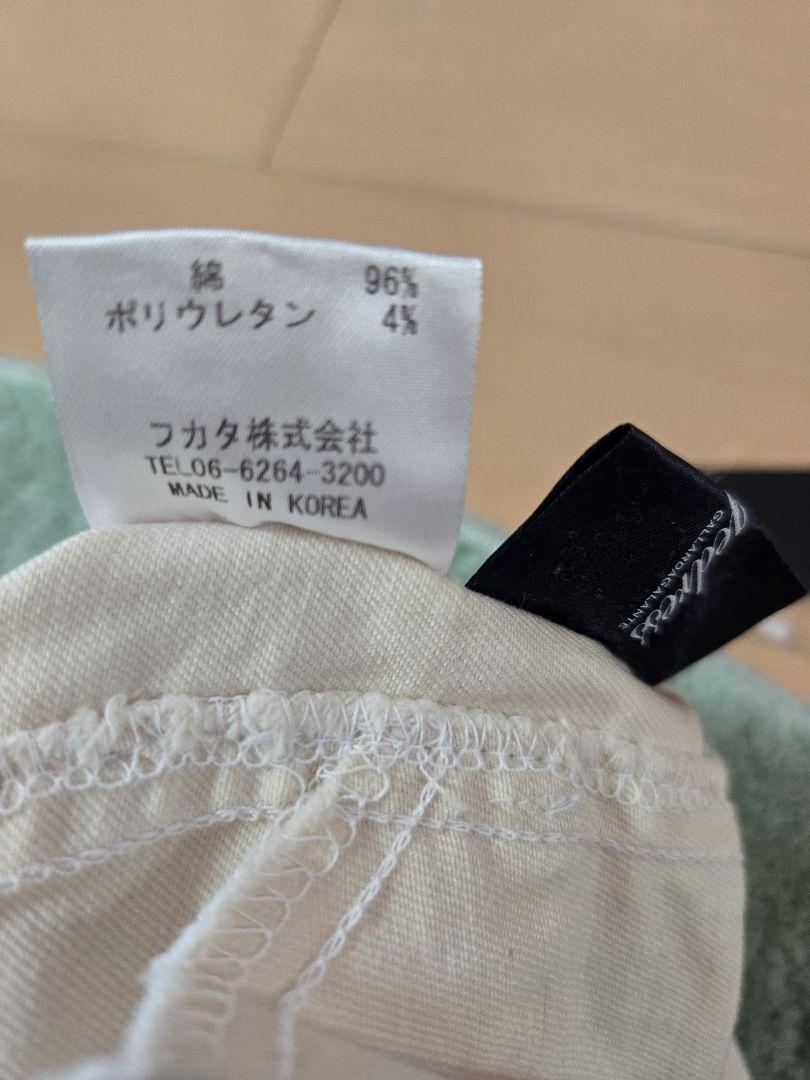 綿 96%
ポリウレタン 4%
フカタ株式会社
TEL06-6264-3200
MADE IN KOREA
GALLARDAGALANTE